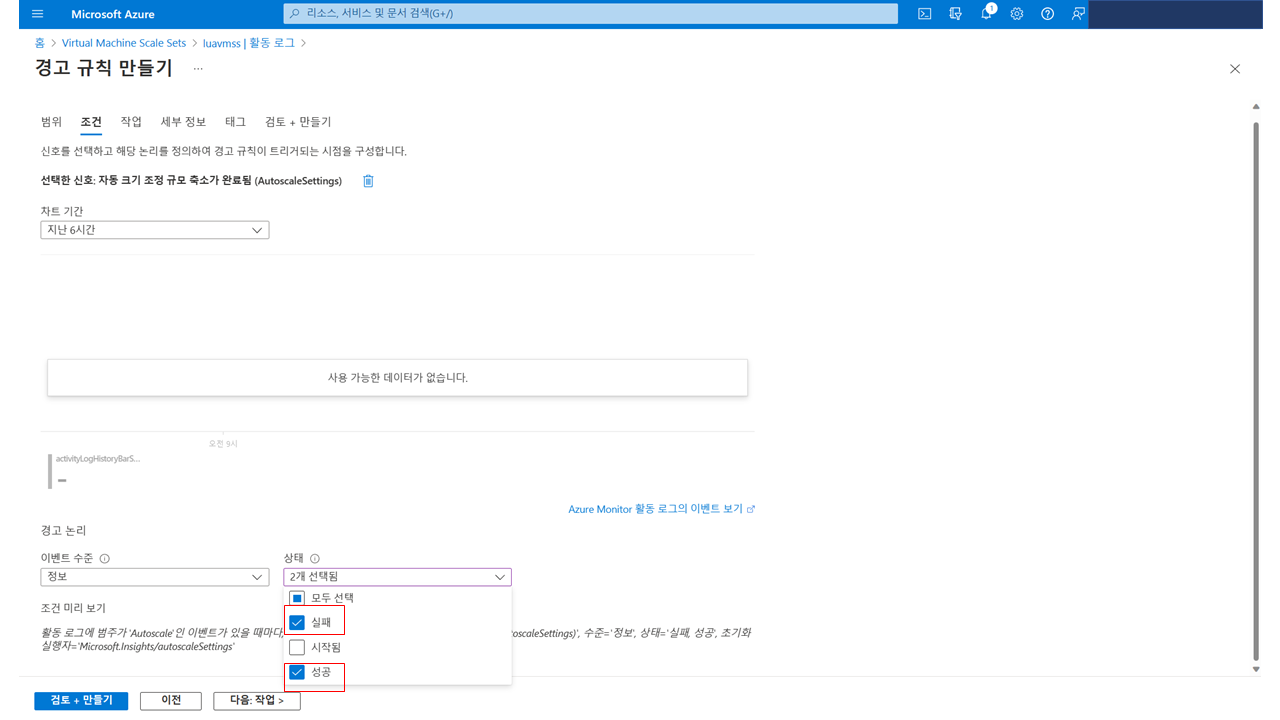 Microsoft Azure
리소스, 서비스 및 문서 검색(G+/)
1
홈 > Virtual Machine Scale Sets > luavmss | 활동 로그 >
경고 규칙 만들기 ...
범위 조건 작업 세부 정보 태그 검토 + 만들기
신호를 선택하고 해당 논리를 정의하여 경고 규칙이 트리거되는 시점을 구성합니다.
선택한 신호: 자동 크기 조정 규모 축소가 완료됨 (AutoscaleSettings)
차트 기간
지난 6시간
사용 가능한 데이터가 없습니다.
오전 9시
activityLogHistoryBarS...
--
Azure Monitor 활동 로그의 이벤트 보기
경고 논리
이벤트 수준 상태
정보 2개 선택됨
모두 선택
조건 미리 보기
실패
활동 로그에 범주가 'Autoscale'인 이벤트가 있을 때마다, oscaleSettings)', 수준='정보', 상태='실패, 성공', 초기화
실행자='Microsoft.Insights/autoscaleSettings'
시작됨
성공
검토 + 만들기 이전 다음: 작업 >